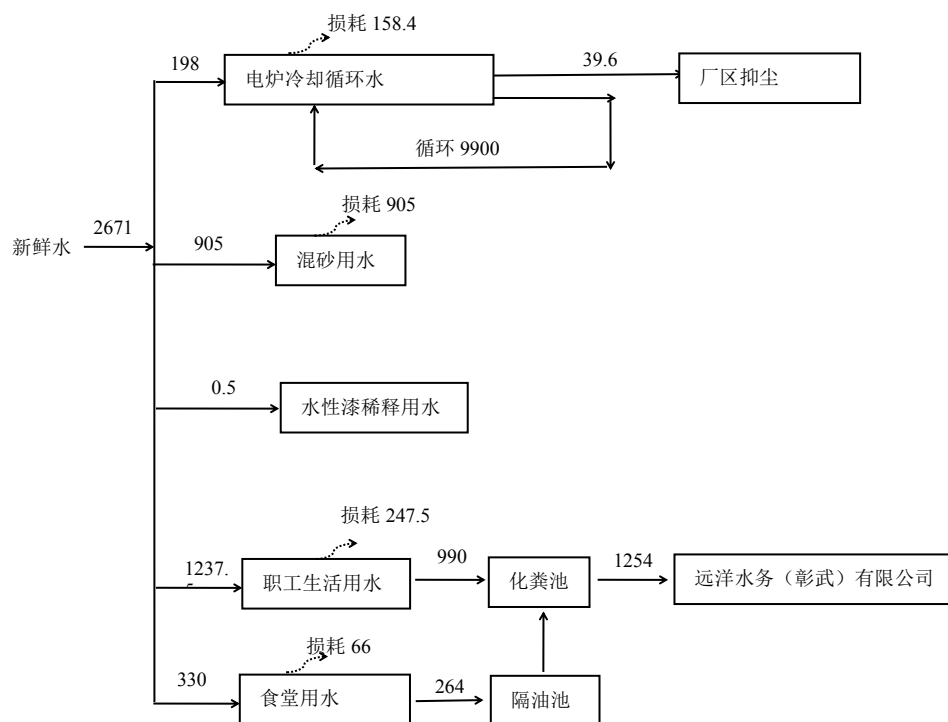 损耗 158.4
198
电炉冷却循环水
39.6
厂区抑尘
循环 9900
新鲜水
2671
损耗 905
905
混砂用水
0.5
水性漆稀释用水
损耗 247.5
1237.
职工生活用水
990
化粪池
1254
远洋水务（彰武）有限公司
损耗 66
330
食堂用水
264
隔油池